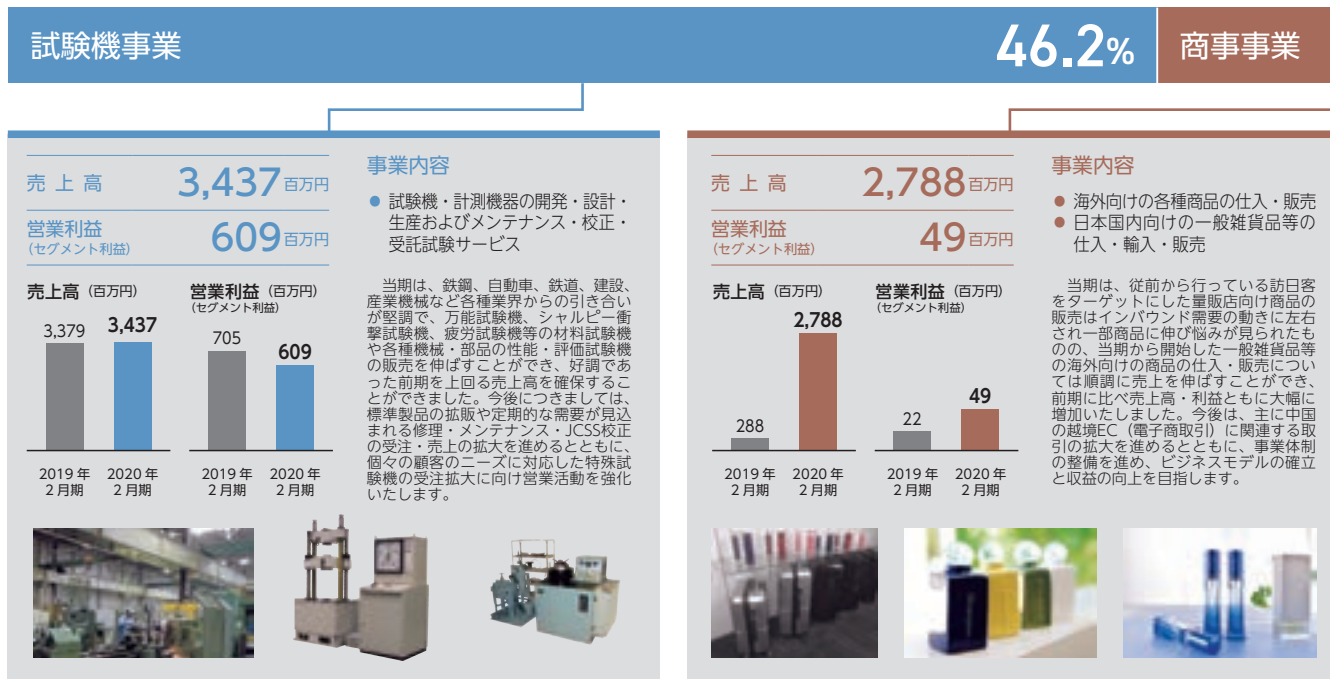 試験機事業
46.2%
商事事業
売上高 3,437百万円
営業利益
(セグメント利益)
609百万円
事業内容
● 試験機・計測機器の開発・設計・
生産およびメンテナンス・校正・
受託試験サービス
売上高（百万円）
3,379
3,437
2019年
2月期
2020年
2月期
営業利益（百万円）
(セグメント利益)
705
609
2019年
2月期
2020年
2月期
当期は、鉄鋼、自動車、鉄道、建設、
産業機械など各種業界からの引き合い
が堅調で、万能試験機、シャルピー衝
撃試験機、疲労試験機等の材料試験機
や各種機械・部品の性能・評価試験機
の販売を伸ばすことができ、好調であ
った前期を上回る売上高を確保するこ
とができました。今後につきましては、
標準製品の拡販や定期的な需要が見込
まれる修理・メンテナンス・JCSS校正
の受注・売上の拡大を進めるとともに、
個々の顧客のニーズに対応した特殊試
験機の受注拡大に向け営業活動を強化
いたします。
売上高 2,788百万円
営業利益
(セグメント利益)
49百万円
事業内容
● 海外向けの各種商品の仕入・販売
● 日本国内向けの一般雑貨品等の
仕入・輸入・販売
売上高（百万円）
288
2,788
2019年
2月期
2020年
2月期
営業利益（百万円）
(セグメント利益)
22
49
2019年
2月期
2020年
2月期
当期は、従前から行っている訪日客
をターゲットにした量販店向け商品の
販売はインバウンド需要の動きに左右
され一部商品に伸び悩みが見られたも
のの、当期から開始した一般雑貨品等
の海外向けの商品の仕入・販売につい
ては順調に売上を伸ばすことができ、
前期に比べ売上高・利益ともに大幅に
増加いたしました。今後は、主に中国
の越境EC（電子商取引）に関連する取
引の拡大を進めるとともに、事業体制
の整備を進め、ビジネスモデルの確立
と収益の向上を目指します。